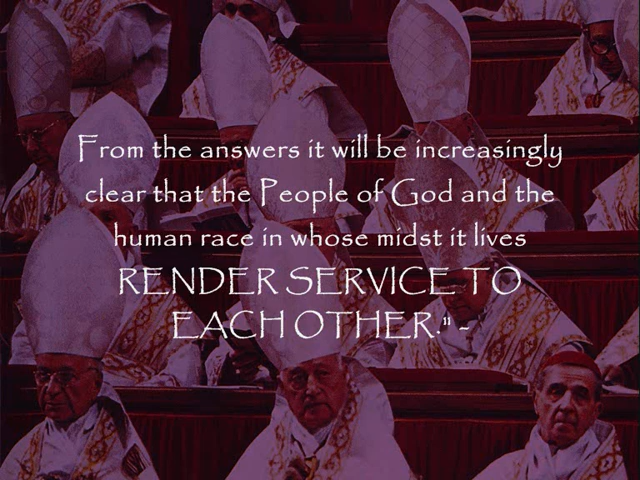 From the answers it will be increasingly
clear that the People of God and the
human race in whose midst it lives
RENDER SERVICE TO
EACH OTHER." -